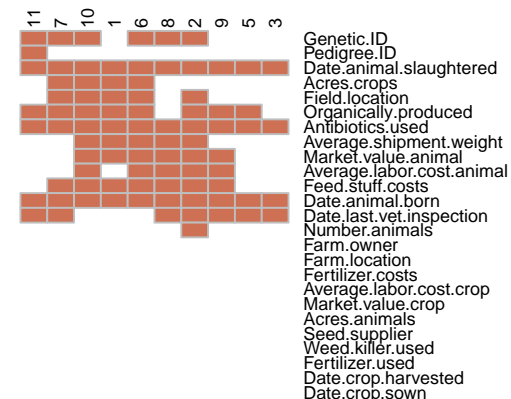 11 7 10 1 6 8 2 9 5 3
Genetic.ID
Pedigree.ID
Date.animal.slaughtered
Acres.crops
Field.location
Organically.produced
Antibiotics.used
Average.shipment.weight
Market.value.animal
Average.labor.cost.animal
Feed.stuff.costs
Date.animal.born
Date.last.vet.inspection
Number.animals
Farm.owner
Farm.location
Fertilizer.costs
Average.labor.cost.crop
Market.value.crop
Acres.animals
Seed.supplier
Weed.killer.used
Fertilizer.used
Date.crop.harvested
Date.crop.sown